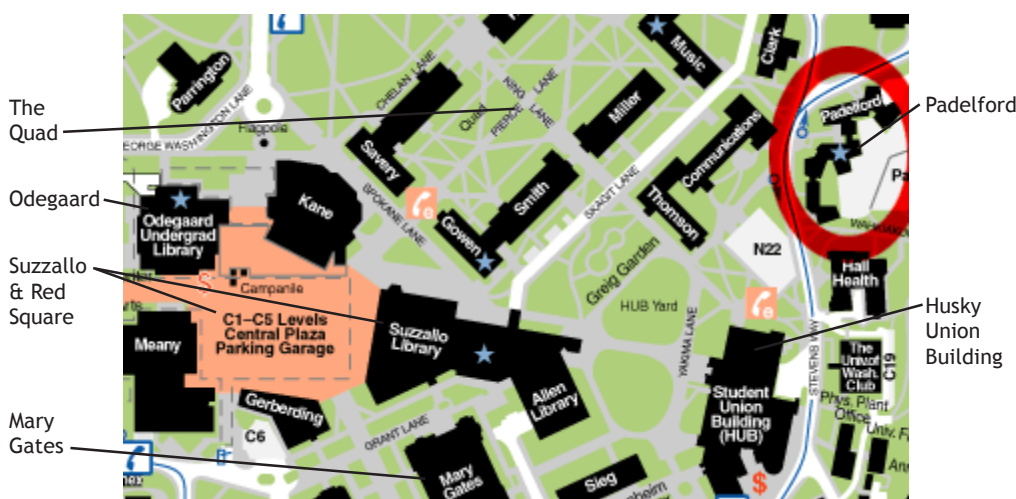 The
Quad
Odegaard
Suzzallo
& Red
Square
Mary
Gates
Padelford
Husky
Union
Building
Parrington
CHELAN LANE
KING LANE
PIERCE LANE
Quad
Music
Clark
Miller
Padelford
Flagpole
Savery
Communications
Kane
SPOKANE LANE
Smith
Gowen
SKAGIT LANE
Thomson
Odegaard
Undergrad
Library
N22
Greig Garden
Hall
Health
$
Campanile
HUB Yard
C1–C5 Levels
Central Plaza
Parking Garage
Suzzallo
Library
Meany
YAKIMA LANE
STEVENS WAY
The
Univ of
Wash.
Club
C19
Student
Union
Building
(HUB)
Allen
Library
Gerberding
GRANT LANE
C6
Phys. Plant
Office
Mary
Gates
Sieg
$
e
e